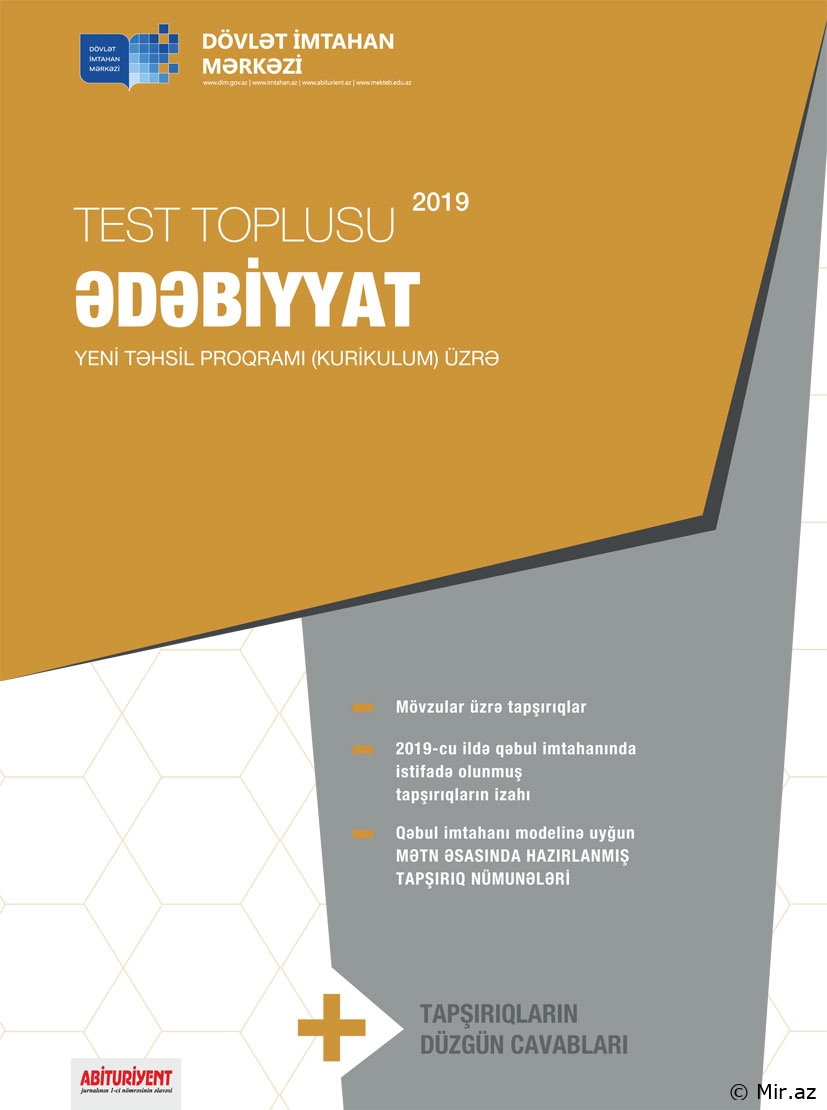 DÖVLƏT
İMTAHAN
MƏRKƏZİ
DÖVLƏT İMTAHAN
MƏRKƏZİ
www.dim.gov.az | www.imtahan.az | www.abiturient.az | www.mekteb.edu.az
TEST TOPLUSU 2019
ƏDƏBİYYAT
YENİ TƏHSİL PROQRAMI (KURİKULUM) ÜZRƏ
Mövzular üzrə tapşırıqlar
2019-cu ildə qəbul imtahanında
istifadə olunmuş
tapşırıqların izahı
Qəbul imtahanı modelinə uyğun
MƏTN ƏSASINDA HAZIRLANMIŞ
TAPŞIRIQ NÜMUNƏLƏRİ
TAPŞIRIQLARIN
DÜZGÜN CAVABLARI
ABİTURİYENT
jurnalının 1-ci nömrəsinin əlavəsi
© Mir.az